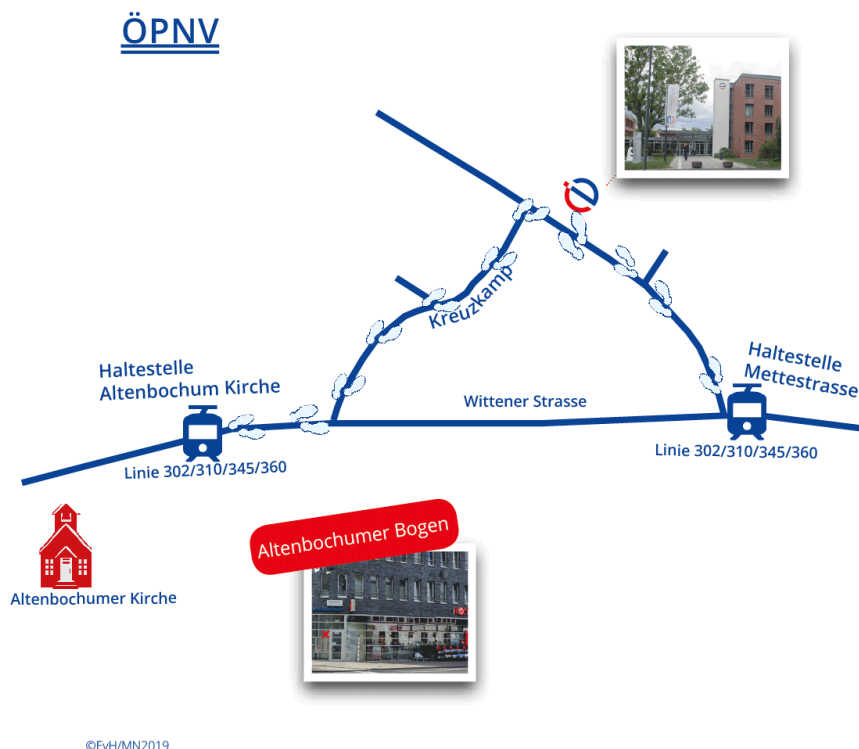 ÖPNV
Kreuzkamp
Haltestelle
Altenbochum Kirche
Haltestelle
Mettestrasse
Wittener Strasse
Linie 302/310/345/360
Linie 302/310/345/360
Altenbochumer Bogen
Altenbochumer Kirche
©EvH/MN2019